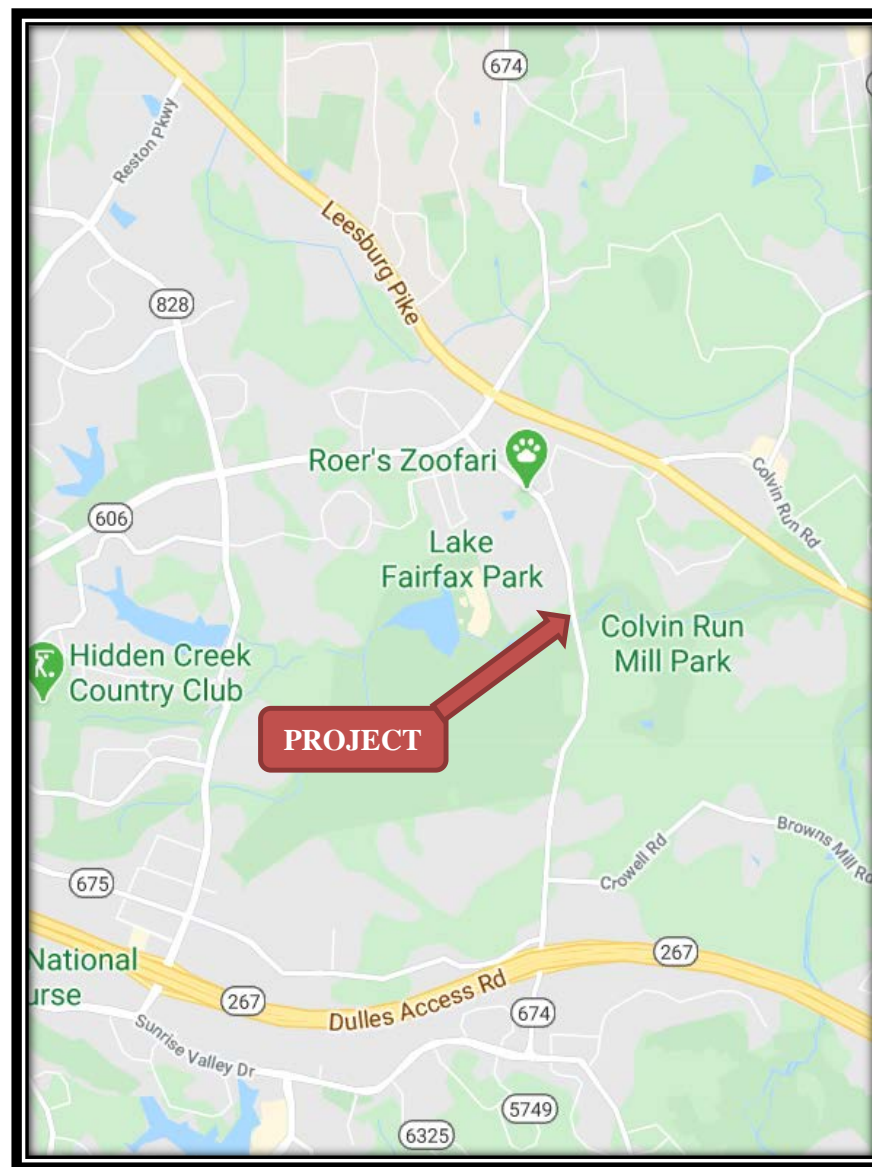 674
Reston Pkwy
Leesburg Pike
828
Roer's Zoofari
Colvin Run Rd
606
Lake
Fairfax Park
Colvin Run
Mill Park
Hidden Creek
Country Club
PROJECT
Browns Mill Rd
Crowell Rd
675
National
urse
267
267
Dulles Access Rd
674
Sunrise Valley Dr
5749
6325